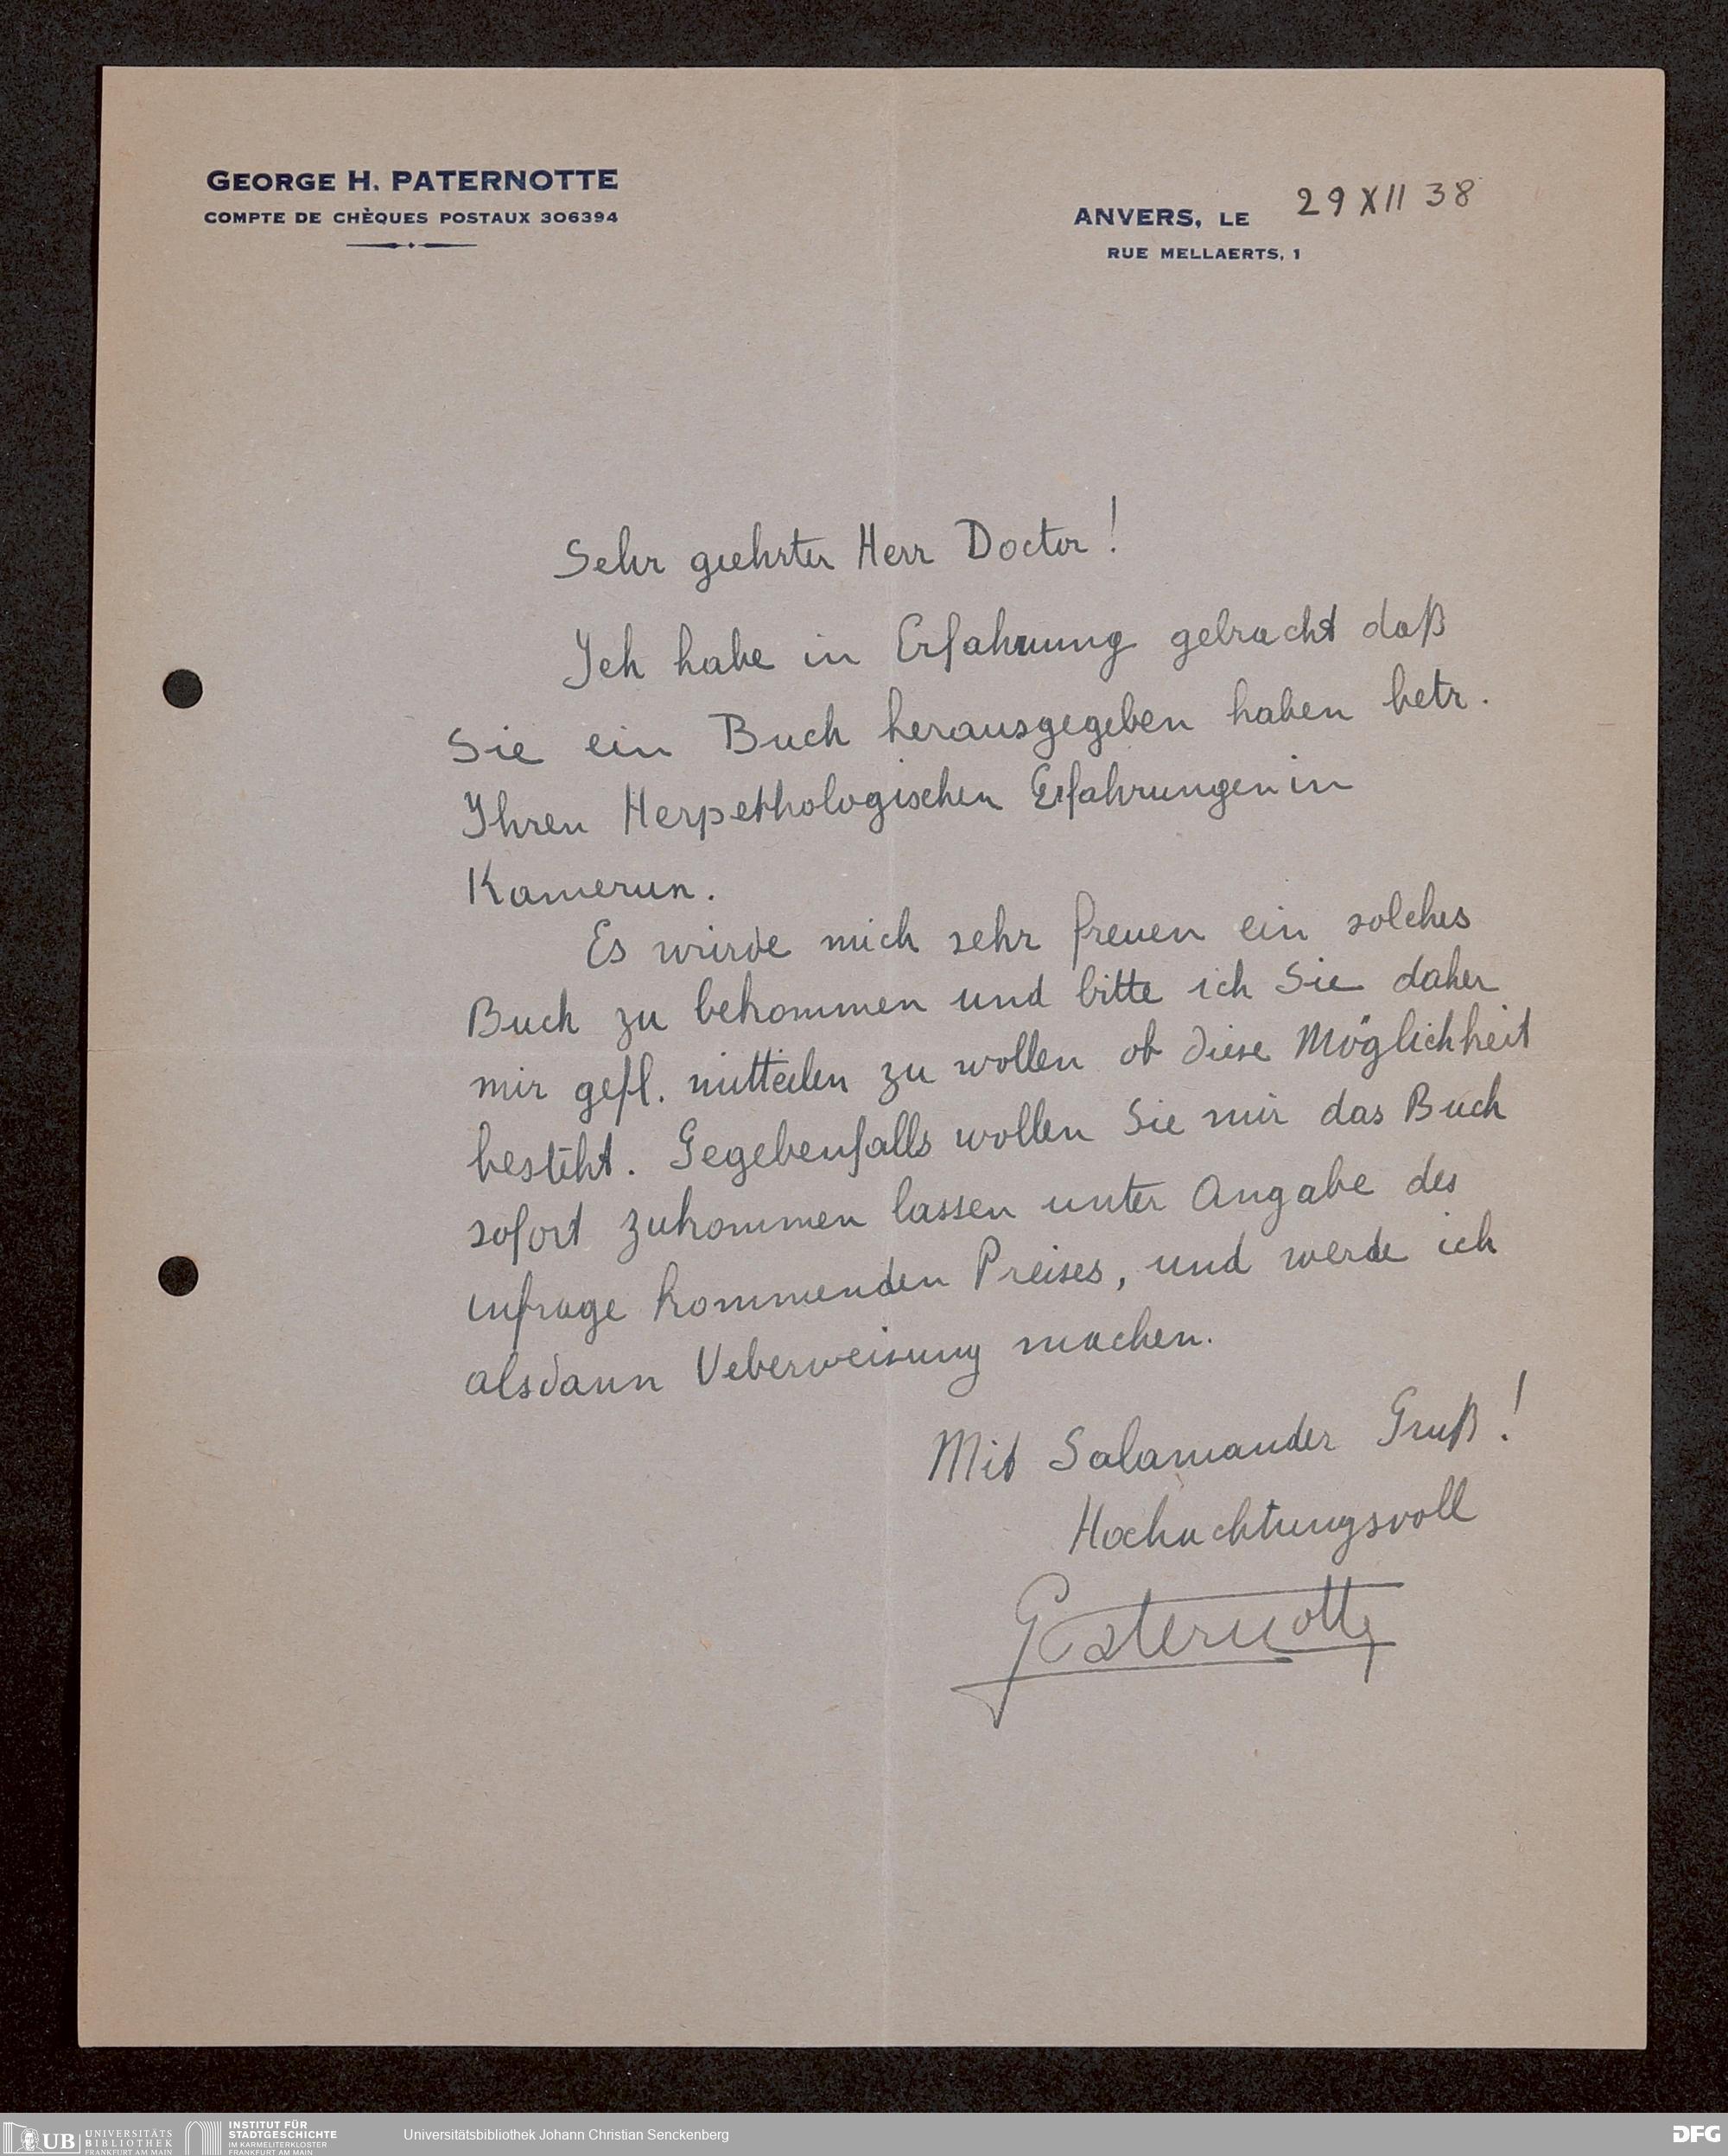 GEORGE H. PATERNOTTE
COMPTE DE CHÈQUES POSTAUX 306394
ANVERS, LE 29 XII 38
RUE MELLAERTS, 1
Sehr geehrter Herr Doctor!
Ich habe in Erfahrung gebracht daß
Sie ein Buch herausgegeben haben betr.
Ihren Herpethologischen Erfahrungen in
Kamerun.
Es würde mich sehr freuen ein solches
Buch zu bekommen und bitte ich Sie daher
mir gefl. mitteilen zu wollen ob diese Möglichkeit
besteht. Gegebenfalls wollen Sie mir das Buch
sofort zukommen lassen unter Angabe des
infrage kommenden Preises, und werde ich
alsdann Ueberweisung machen.
Mit Salamander Gruß!
Hochachtungsvoll
GPaternotte
UB UNIVERSITÄTS
BIBLIOTHEK
FRANKFURT AM MAIN
INSTITUT FÜR
STADTGESCHICHTE
IM KARMELITERKLOSTER
FRANKFURT AM MAIN
Universitätsbibliothek Johann Christian Senckenberg
DFG